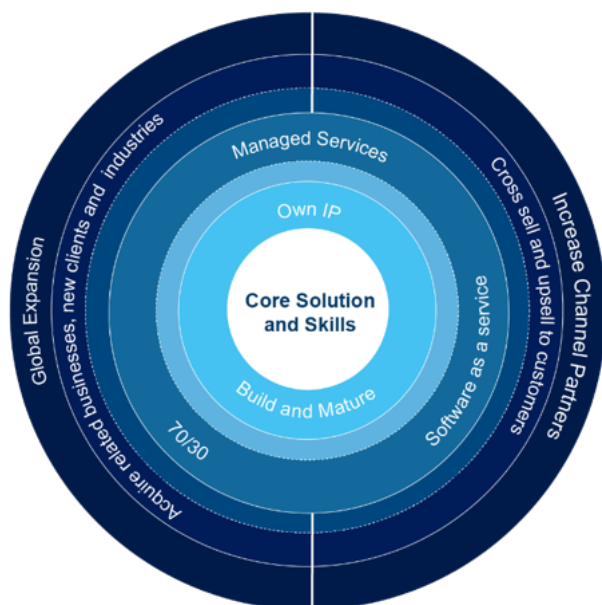 Global Expansion
Acquire related businesses, new clients and industries
Managed Services
Own IP
Core Solution
and Skills
Build and Mature
70/30
Software as a service
Cross sell and upsell to customers
Increase Channel Partners